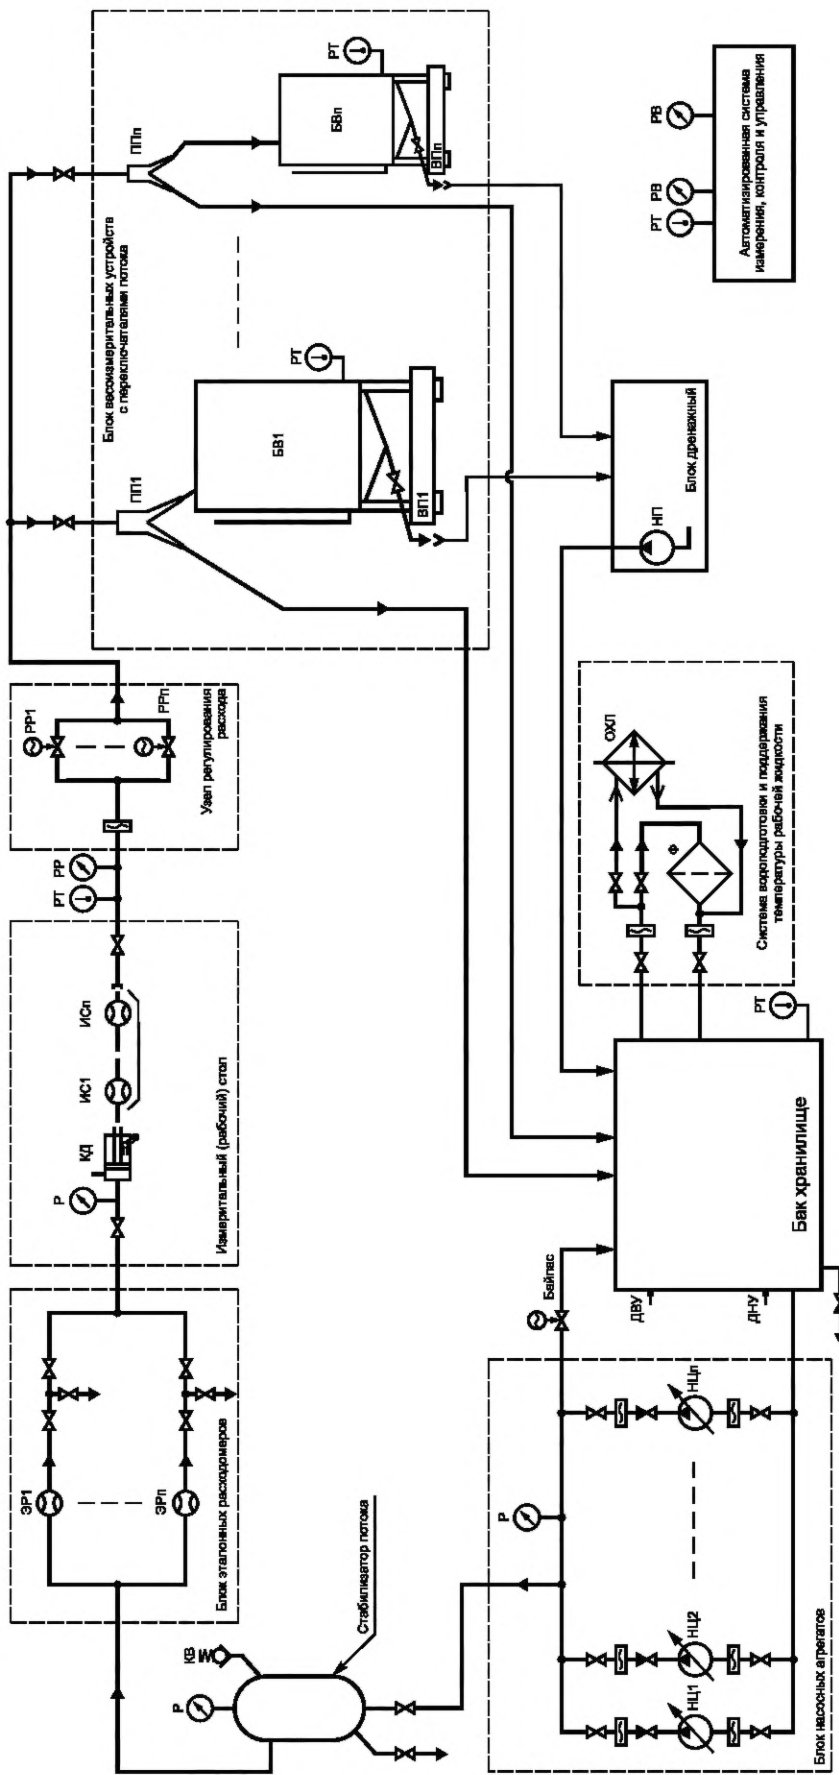 Блок весоизмерительных устройств
с переключателями потока
ППп
РТ
БВп
ВПп
ПП1
РТ
БВ1
ВП1
РВ
РВ
РТ
Автоматизированная система
измерения, контроля и управления
Блок дренажный
НП
РР1
РРп
Узел регулирования
расхода
РР
РТ
ИСп
ИС1
КД
Р
Измерительный (рабочий) стол
ОХЛ
Ф
Система водоподготовки и поддержания
температуры рабочей жидкости
РТ
Бак хранилище
ДВУ
ДНУ
Байпас
ЭР1
ЭРп
Блок эталонных расходомеров
Стабилизатор потока
КВ
Р
Р
НЦп
НЦ2
НЦ1
Блок насосных агрегатов